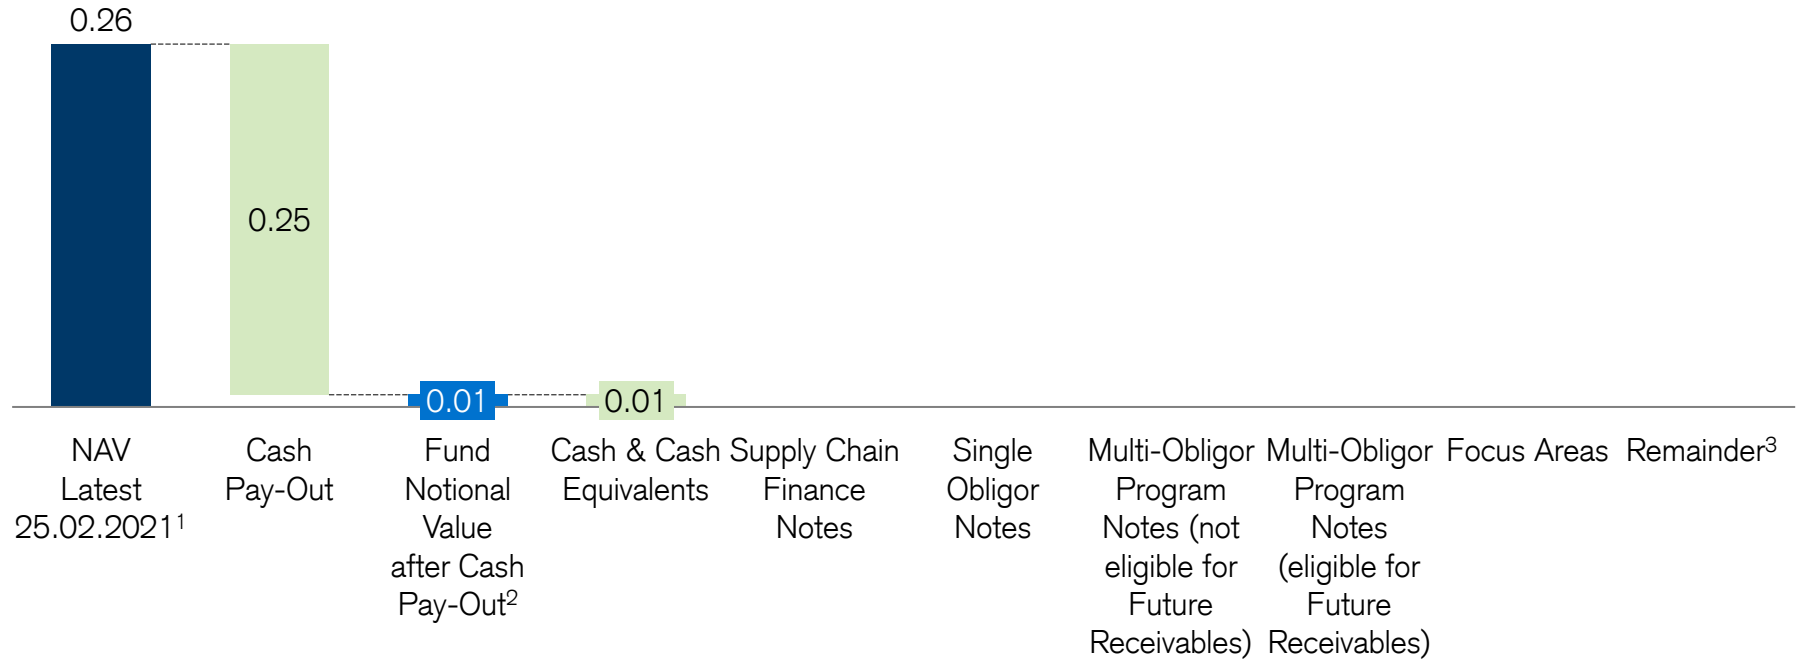 0.26
0.25
0.01
0.01
NAV
Latest
25.02.2021¹
Cash
Pay-Out
Fund
Notional
Value
after Cash
Pay-Out²
Cash & Cash
Equivalents
Supply Chain
Finance
Notes
Single
Obligor
Notes
Multi-Obligor
Program
Notes (not
eligible for
Future
Receivables)
Multi-Obligor
Program
Notes
(eligible for
Future
Receivables)
Focus Areas
Remainder³